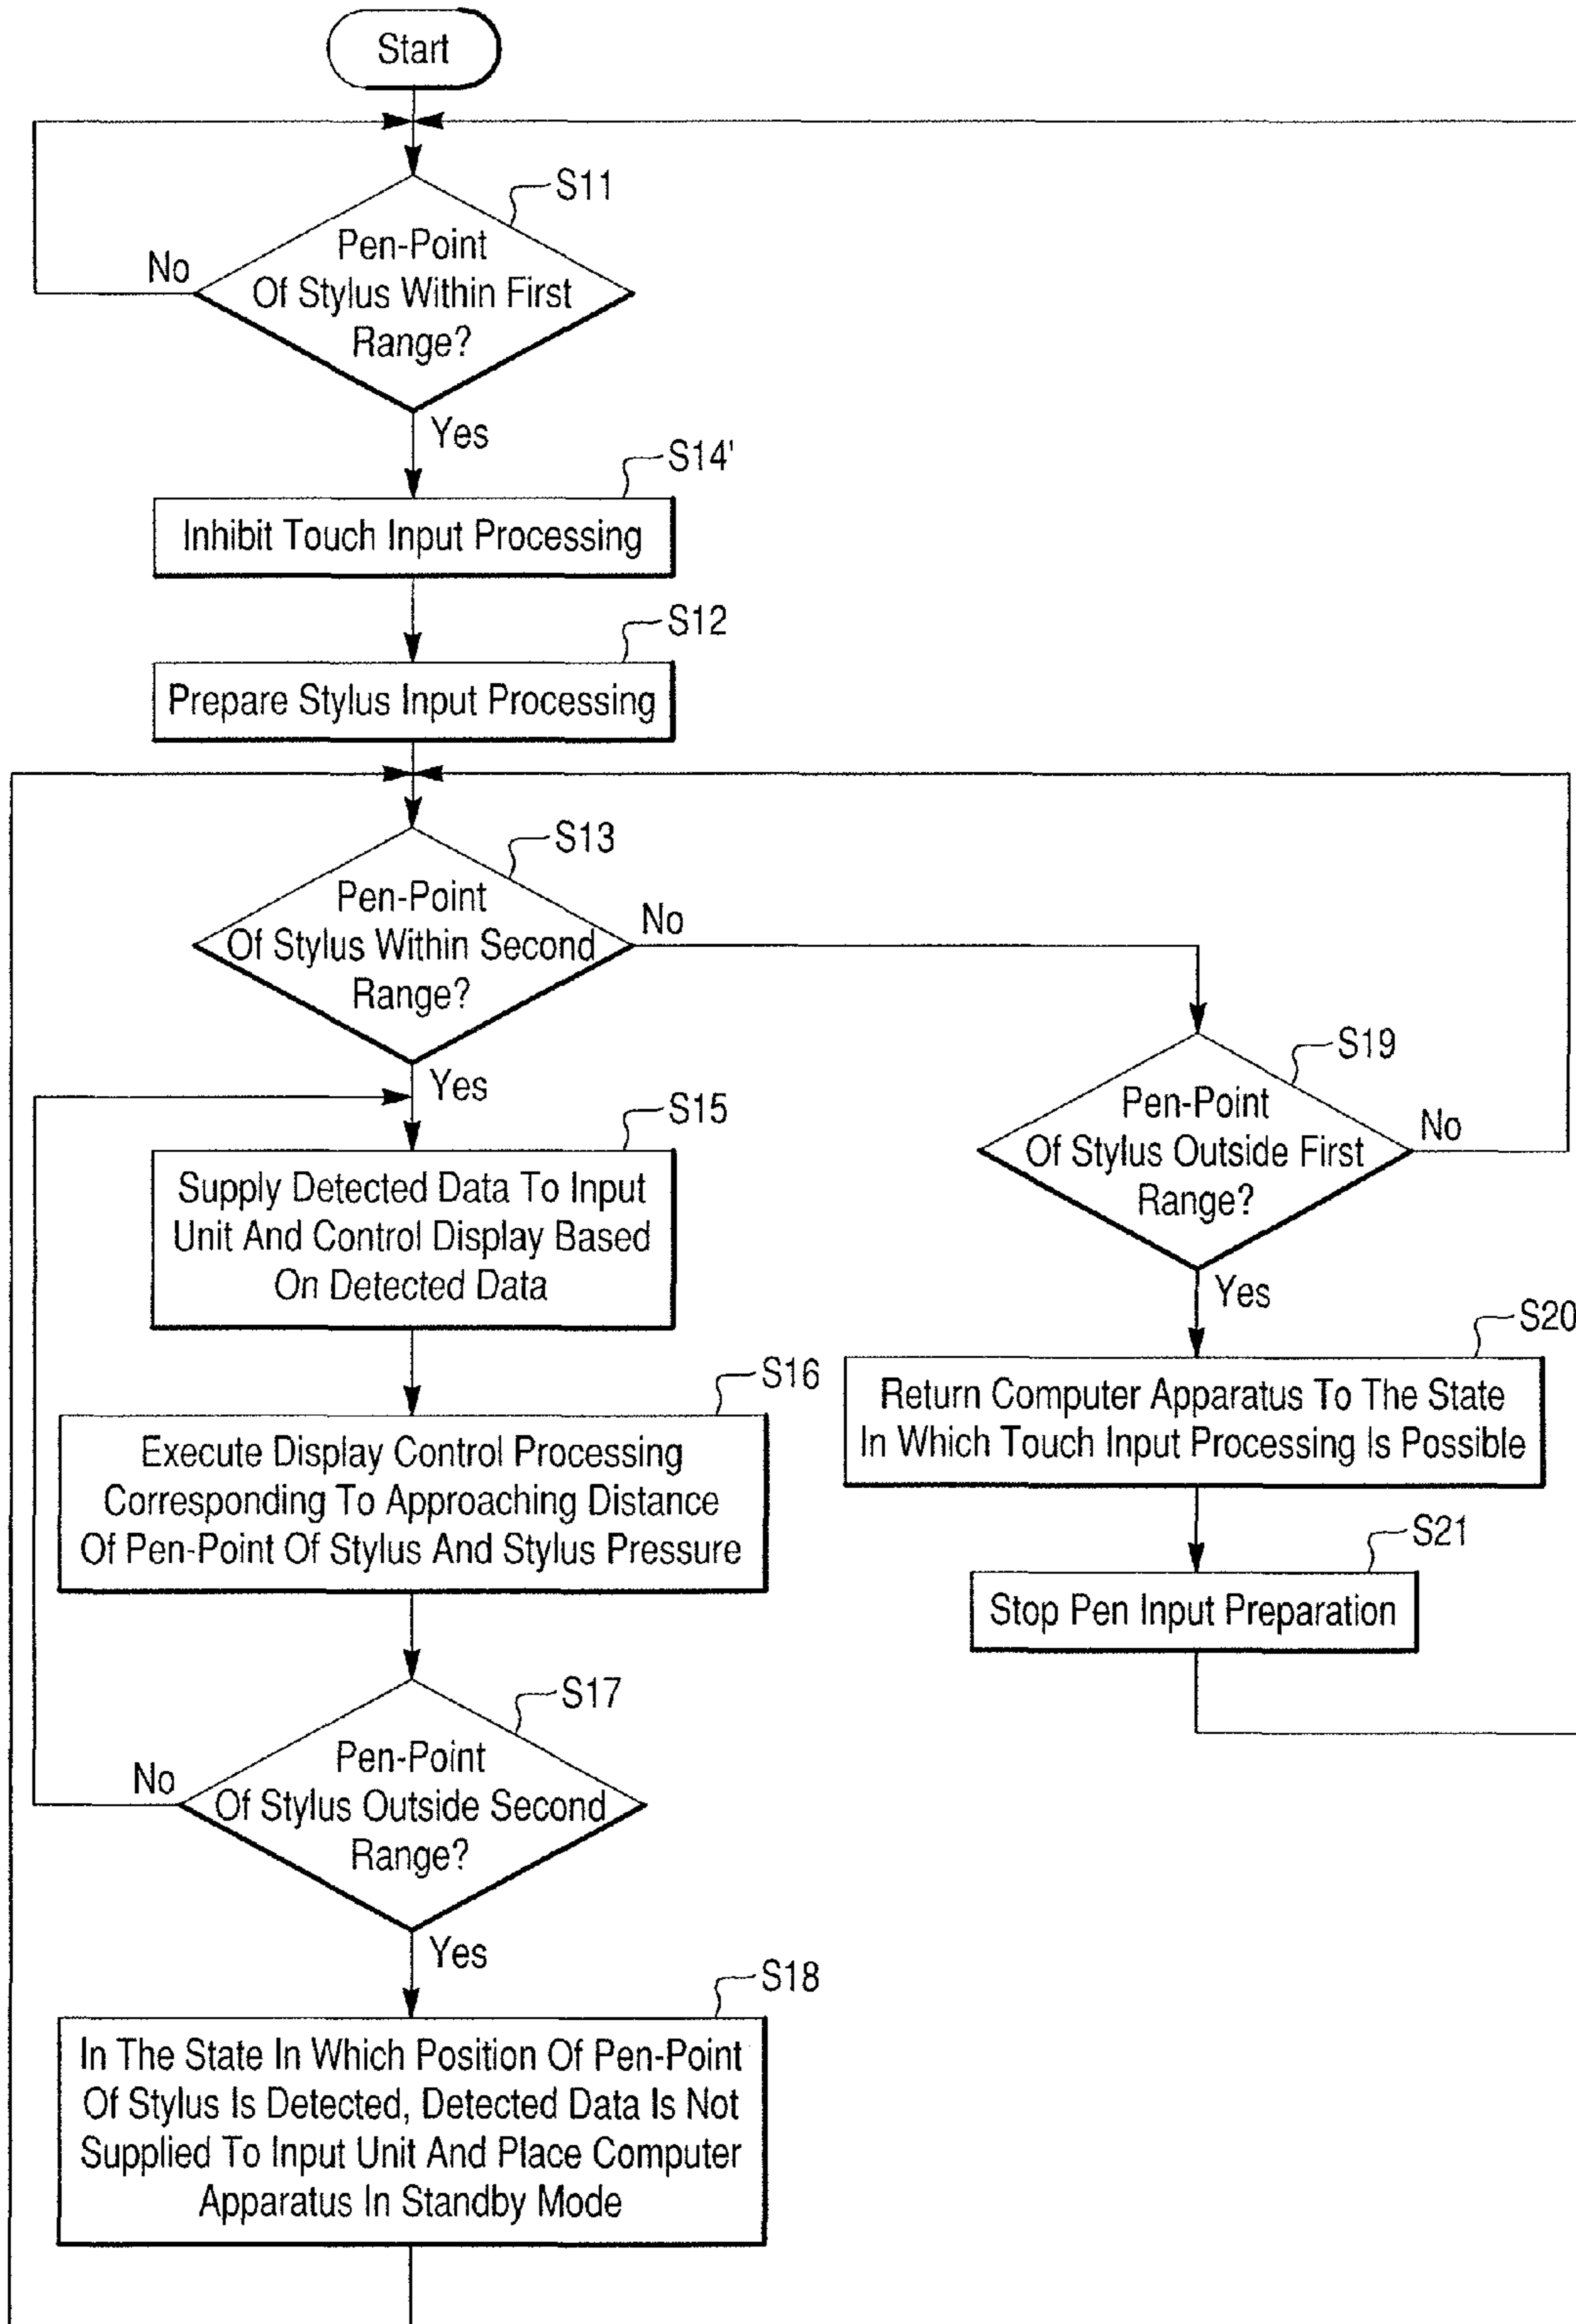 Start
S11
Pen-Point
Of Stylus Within First
Range?
No
Yes
S14'
Inhibit Touch Input Processing
S12
Prepare Stylus Input Processing
S13
Pen-Point
Of Stylus Within Second
Range?
No
Yes
S15
Supply Detected Data To Input
Unit And Control Display Based
On Detected Data
S16
Execute Display Control Processing
Corresponding To Approaching Distance
Of Pen-Point Of Stylus And Stylus Pressure
S17
Pen-Point
Of Stylus Outside Second
Range?
No
Yes
S18
In The State In Which Position Of Pen-Point
Of Stylus Is Detected, Detected Data Is Not
Supplied To Input Unit And Place Computer
Apparatus In Standby Mode
S19
Pen-Point
Of Stylus Outside First
Range?
No
Yes
S20
Return Computer Apparatus To The State
In Which Touch Input Processing Is Possible
S21
Stop Pen Input Preparation